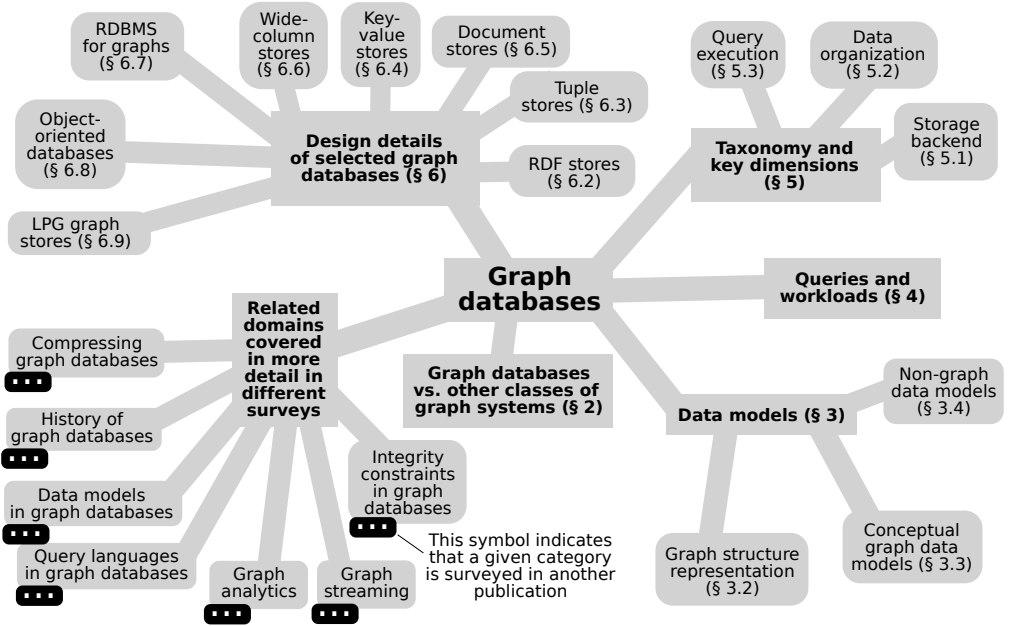 RDBMS
for graphs
(§ 6.7)
Wide-
column
stores
(§ 6.6)
Key-
value
stores
(§ 6.4)
Document
stores (§ 6.5)
Tuple
stores (§ 6.3)
RDF stores
(§ 6.2)
Object-
oriented
databases
(§ 6.8)
LPG graph
stores (§ 6.9)
Design details
of selected graph
databases (§ 6)
Query
execution
(§ 5.3)
Data
organization
(§ 5.2)
Storage
backend
(§ 5.1)
Taxonomy and
key dimensions
(§ 5)
Graph
databases
Queries and
workloads (§ 4)
Related
domains
covered
in more
detail in
different
surveys
Graph databases
vs. other classes of
graph systems (§ 2)
Data models (§ 3)
Non-graph
data models
(§ 3.4)
Conceptual
graph data
models (§ 3.3)
Graph structure
representation
(§ 3.2)
Compressing
graph databases
...
History of
graph databases
...
Data models
in graph databases
...
Query languages
in graph databases
...
Graph
analytics
...
Graph
streaming
...
Integrity
constraints
in graph
databases
...
This symbol indicates
that a given category
is surveyed in another
publication